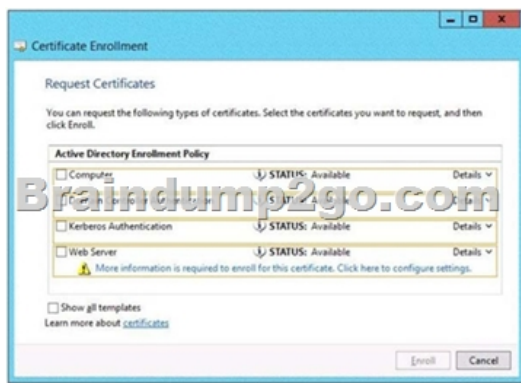 Certificate Enrollment
Request Certificates
You can request the following types of certificates. Select the certificates you want to request, and then
click Enroll.
Active Directory Enrollment Policy
Computer STATUS: Available Details
Braindump2go.com
STATUS: Available Details
Kerberos Authentication STATUS: Available Details
Web Server STATUS: Available Details
More information is required to enroll for this certificate. Click here to configure settings.
Show all templates
Learn more about certificates
Enroll Cancel